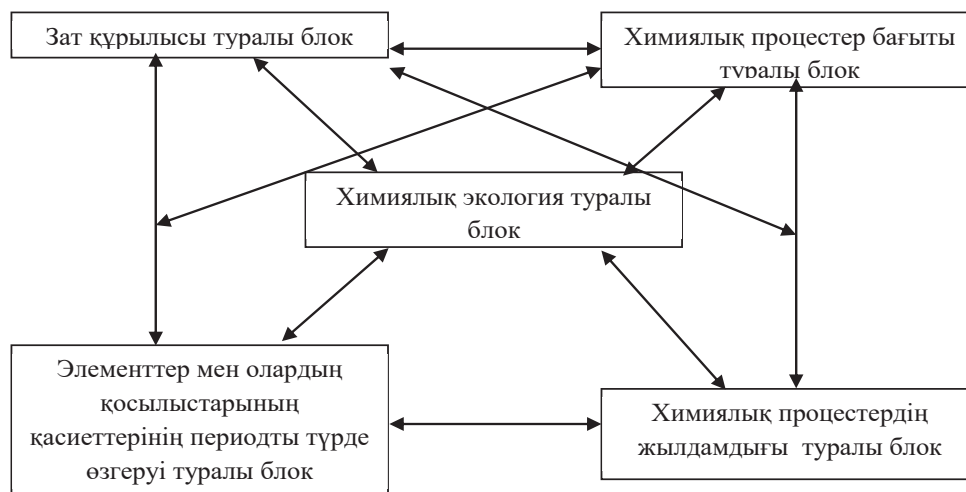 Зат құрылысы туралы блок
Химиялық процестер бағыты
туралы блок
Химиялық экология туралы
блок
Элементтер мен олардың
қосылыстарының
қасиеттерінің периодты түрде
өзгеруі туралы блок
Химиялық процестердің
жылдамдығы туралы блок